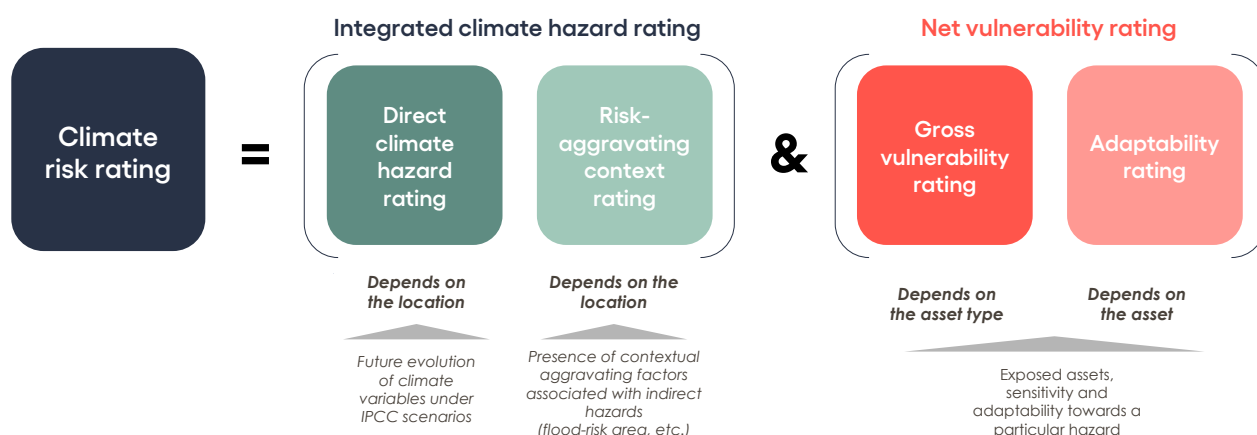 Integrated climate hazard rating
Net vulnerability rating
Climate
risk rating
=
Direct
climate
hazard
rating
Risk-
aggravating
context
rating
&
Gross
vulnerability
rating
Adaptability
rating
Depends on
the location
Depends on the
location
Depends on
the asset type
Depends on
the asset
Future evolution
of climate
variables under
IPCC scenarios
Presence of contextual
aggravating factors
associated with indirect
hazards
(flood-risk area, etc.)
Exposed assets,
sensitivity and
adaptability towards a
particular hazard